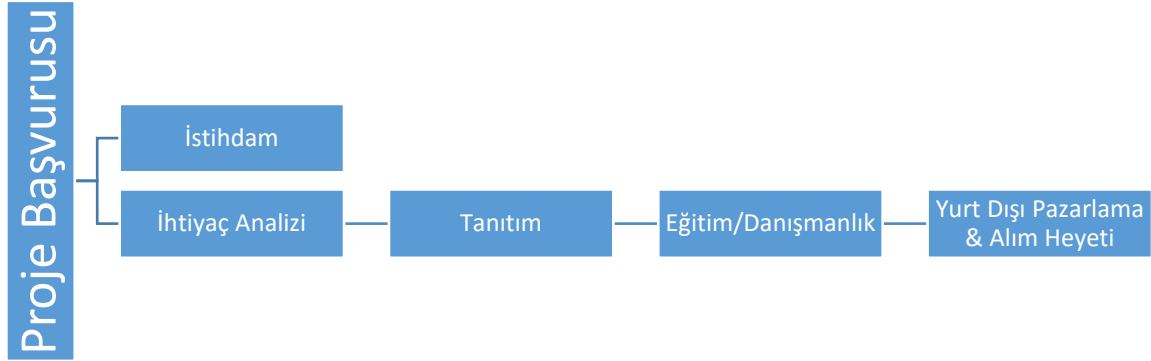 Proje Başvurusu
İstihdam
İhtiyaç Analizi
Tanıtım
Eğitim/Danışmanlık
Yurt Dışı Pazarlama
& Alım Heyeti